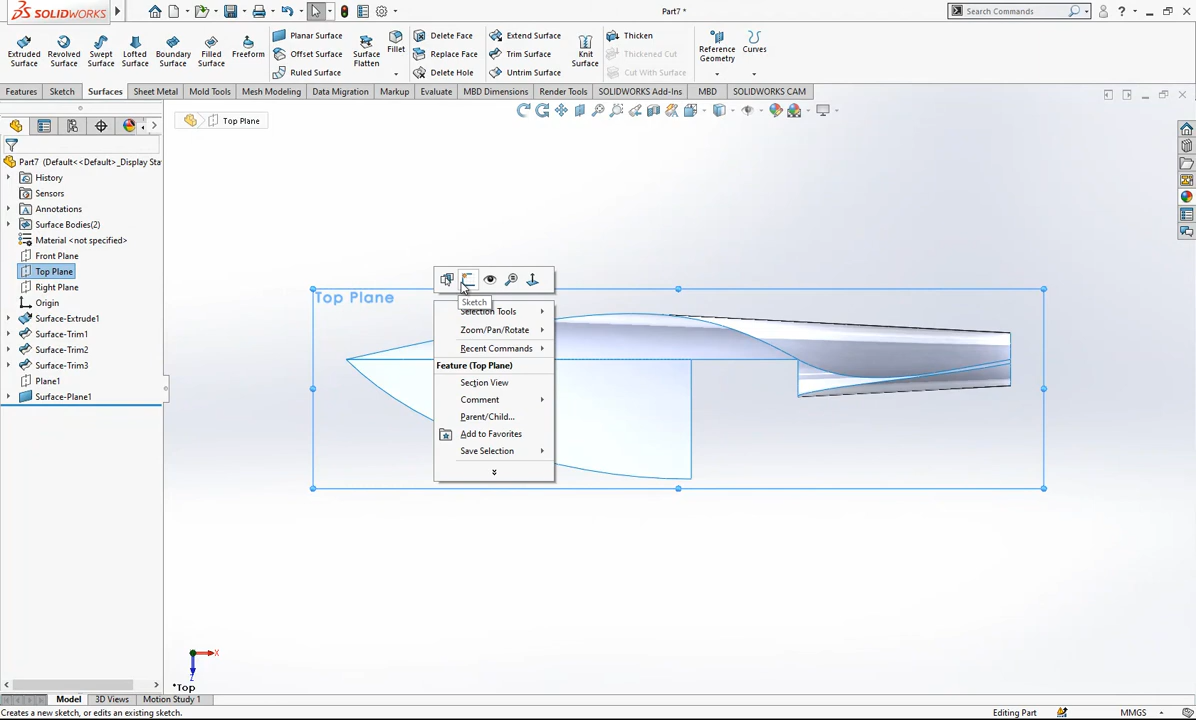 SOLIDWORKS
Part7 *
Search Commands
Extruded Surface
Revolved Surface
Swept Surface
Lofted Surface
Boundary Surface
Filled Surface
Freeform
Planar Surface
Offset Surface
Ruled Surface
Surface Flatten
Fillet
Delete Face
Replace Face
Delete Hole
Extend Surface
Trim Surface
Untrim Surface
Knit Surface
Thicken
Thickened Cut
Cut With Surface
Reference Geometry
Curves
Features
Sketch
Surfaces
Sheet Metal
Mold Tools
Mesh Modeling
Data Migration
Markup
Evaluate
MBD Dimensions
Render Tools
SOLIDWORKS Add-Ins
MBD
SOLIDWORKS CAM
Top Plane
Part7 (Default<<Default>_Display Sta
History
Sensors
Annotations
Surface Bodies(2)
Material <not specified>
Front Plane
Top Plane
Right Plane
Origin
Surface-Extrude1
Surface-Trim1
Surface-Trim2
Surface-Trim3
Plane1
Surface-Plane1
Top Plane
Sketch
Selection Tools
Zoom/Pan/Rotate
Recent Commands
Feature (Top Plane)
Section View
Comment
Parent/Child...
Add to Favorites
Save Selection
X
Z
*Top
Model
3D Views
Motion Study 1
Creates a new sketch, or edits an existing sketch.
Editing Part
MMGS